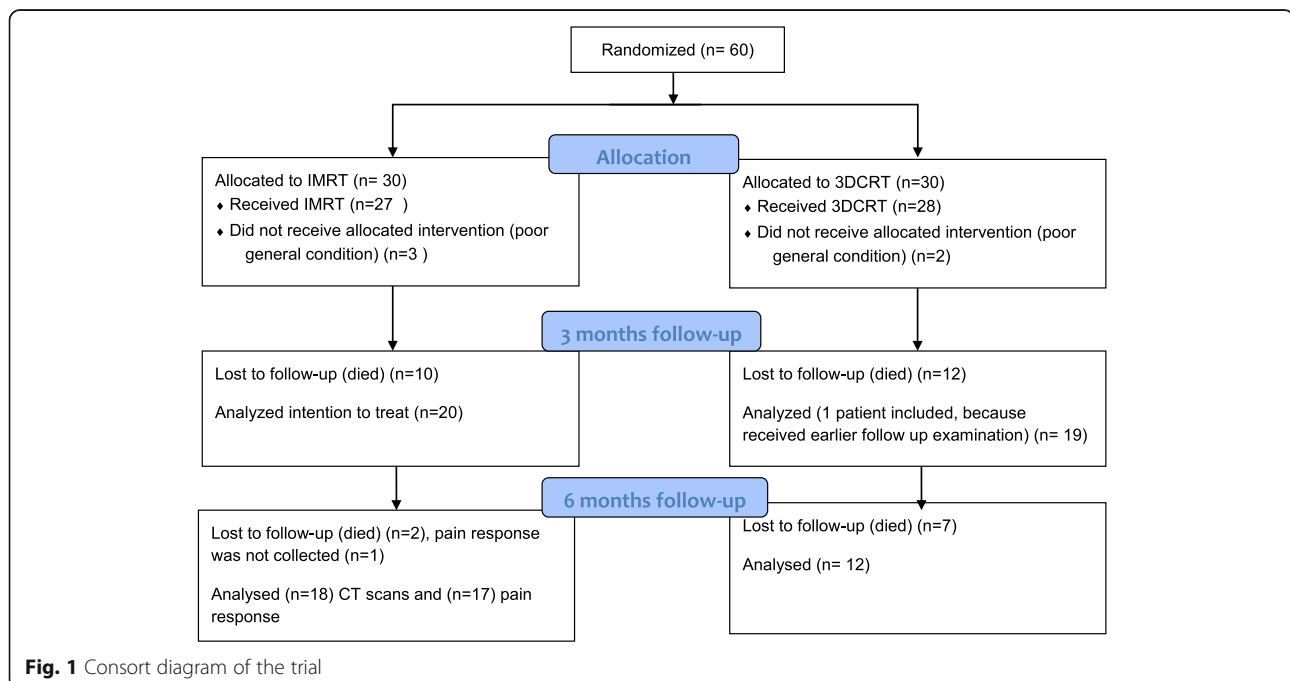 Randomized (n= 60)
Allocation
Allocated to IMRT (n= 30)
♦ Received IMRT (n=27 )
♦ Did not receive allocated intervention (poor
general condition) (n=3 )
Allocated to 3DCRT (n=30)
♦ Received 3DCRT (n=28)
♦ Did not receive allocated intervention (poor
general condition) (n=2)
3 months follow-up
Lost to follow-up (died) (n=10)
Analyzed intention to treat (n=20)
Lost to follow-up (died) (n=12)
Analyzed (1 patient included, because
received earlier follow up examination) (n= 19)
6 months follow-up
Lost to follow-up (died) (n=2), pain response
was not collected (n=1)
Analysed (n=18) CT scans and (n=17) pain
response
Lost to follow-up (died) (n=7)
Analysed (n= 12)
Fig. 1 Consort diagram of the trial